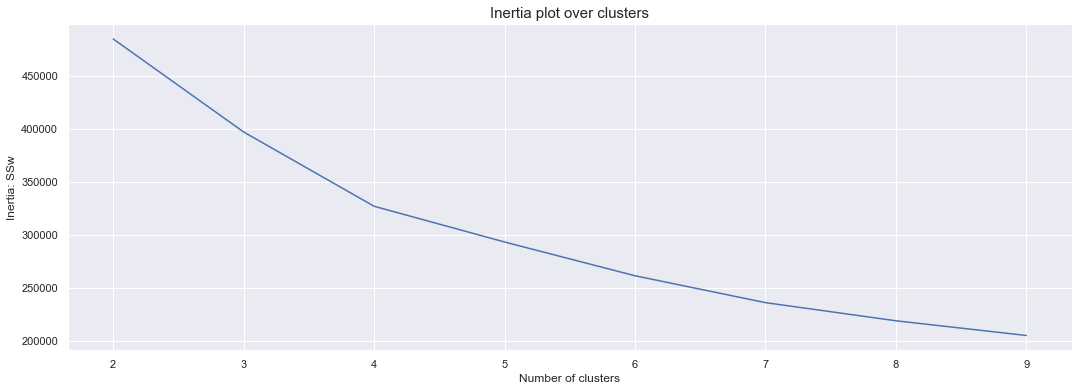 Inertia plot over clusters
Inertia: SSw
450000
400000
350000
300000
250000
200000
2 3 4 5 6 7 8 9
Number of clusters